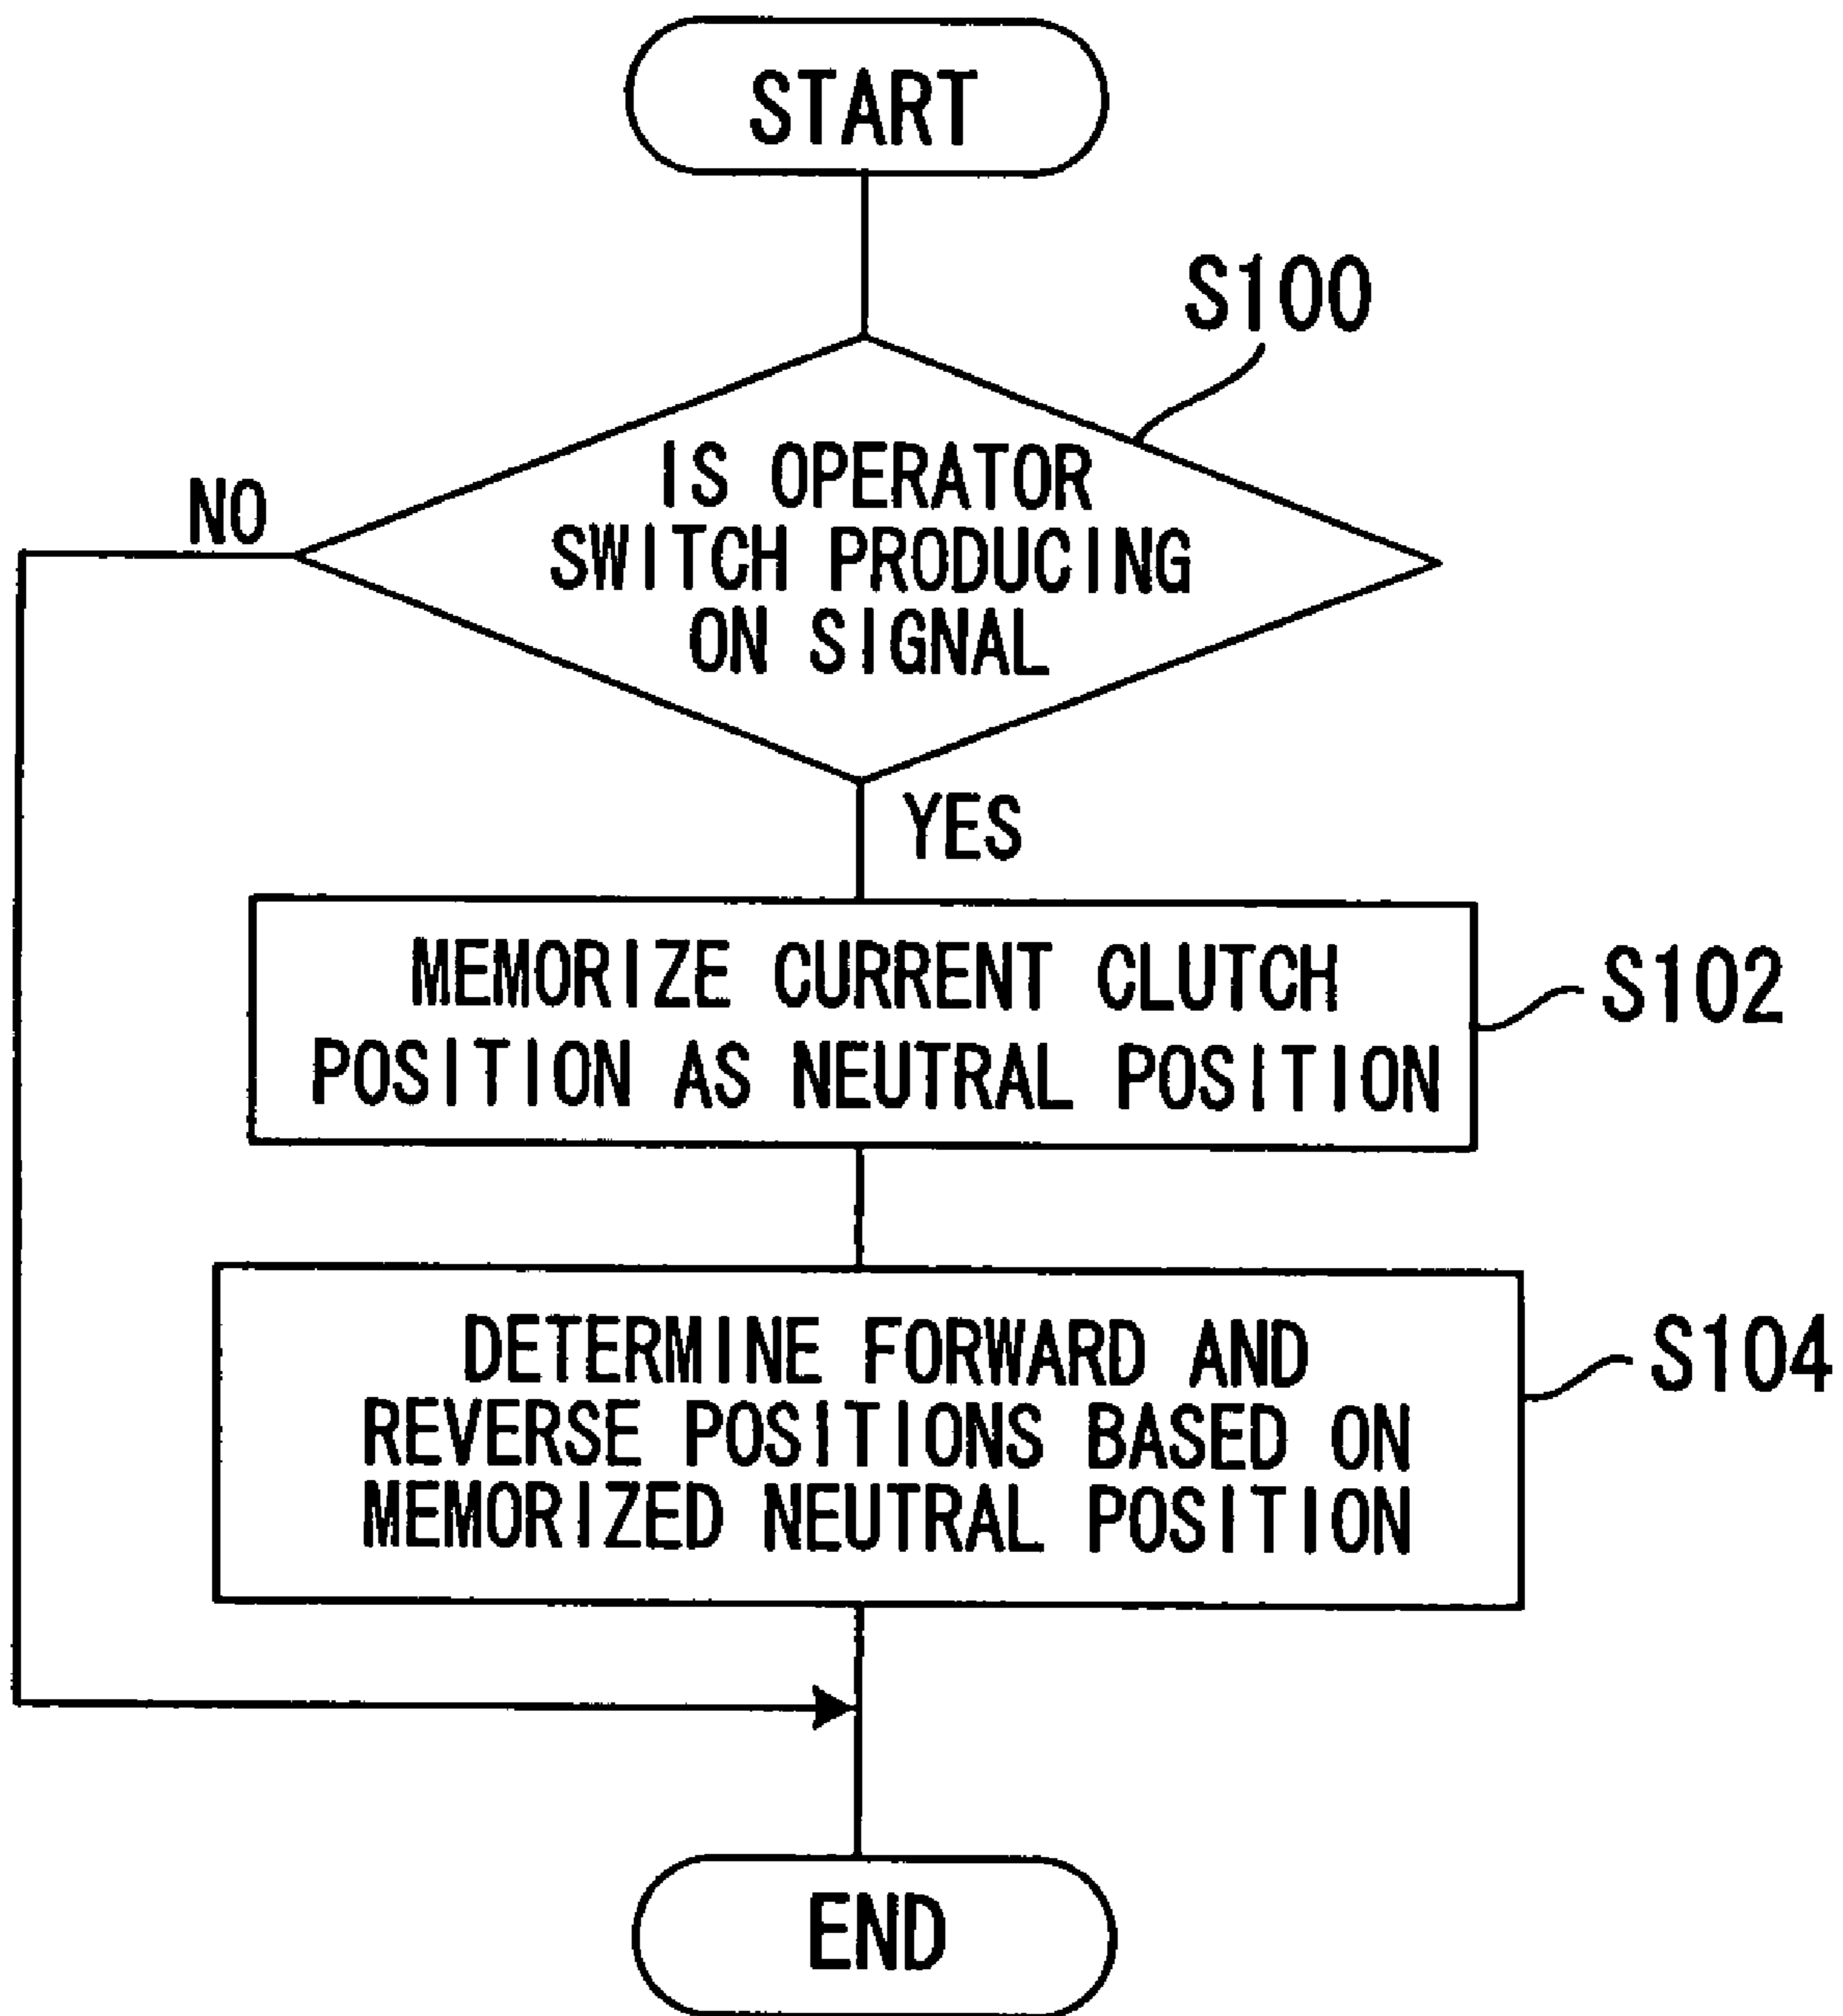 START
S100
IS OPERATOR
SWITCH PRODUCING
ON SIGNAL
NO
YES
MEMORIZE CURRENT CLUTCH
POSITION AS NEUTRAL POSITION
S102
DETERMINE FORWARD AND
REVERSE POSITIONS BASED ON
MEMORIZED NEUTRAL POSITION
S104
END